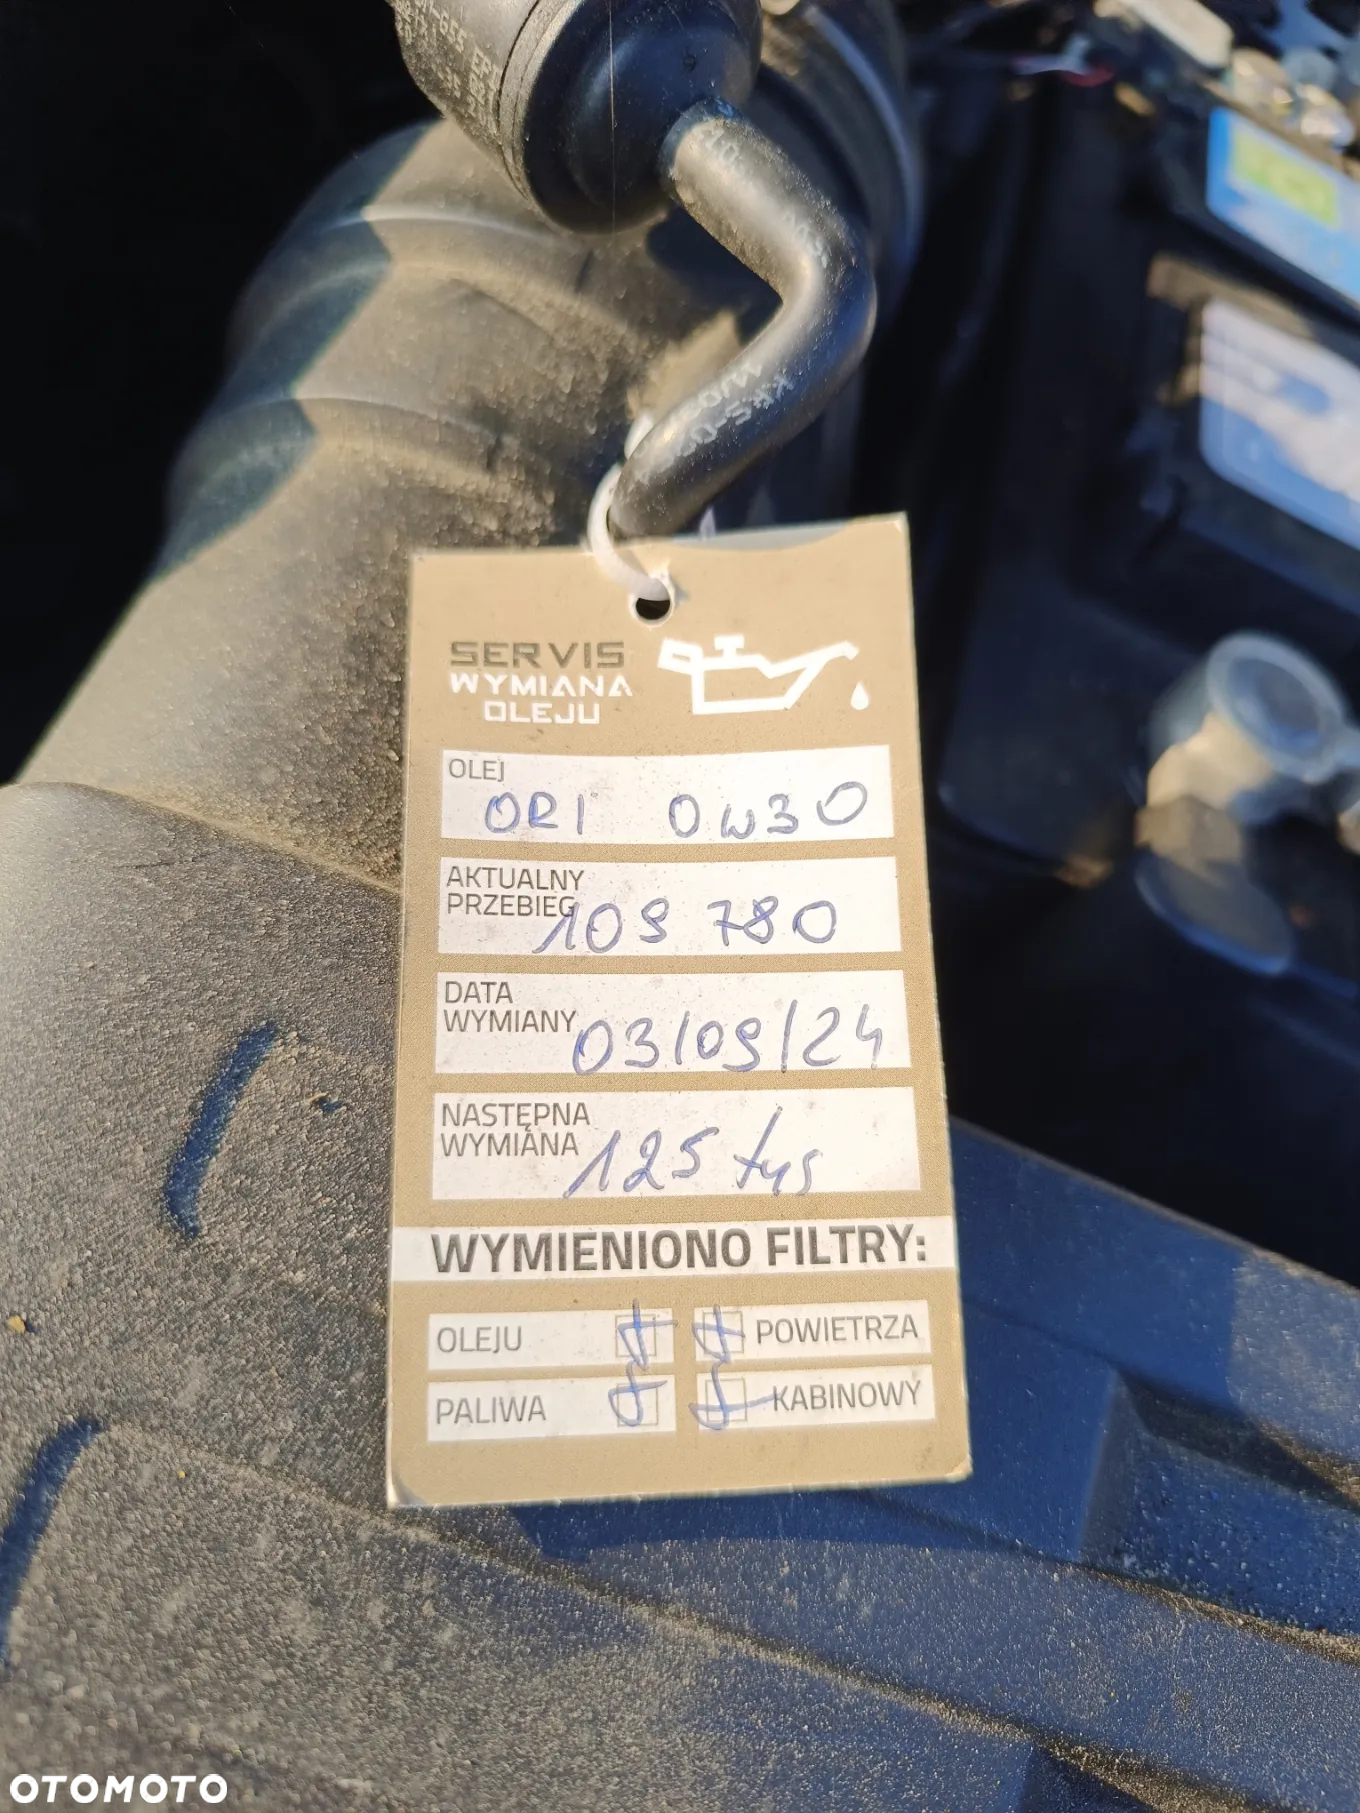 SERVIS
WYMIANA
OLEJU
OLEJ
ORI 0W30
AKTUALNY
PRZEBIEG
109 780
DATA
WYMIANY
03/09/24
NASTĘPNA
WYMIANA
125 tys
WYMIENIONO FILTRY:
OLEJU
POWIETRZA
PALIWA
KABINOWY
OTOMOTO